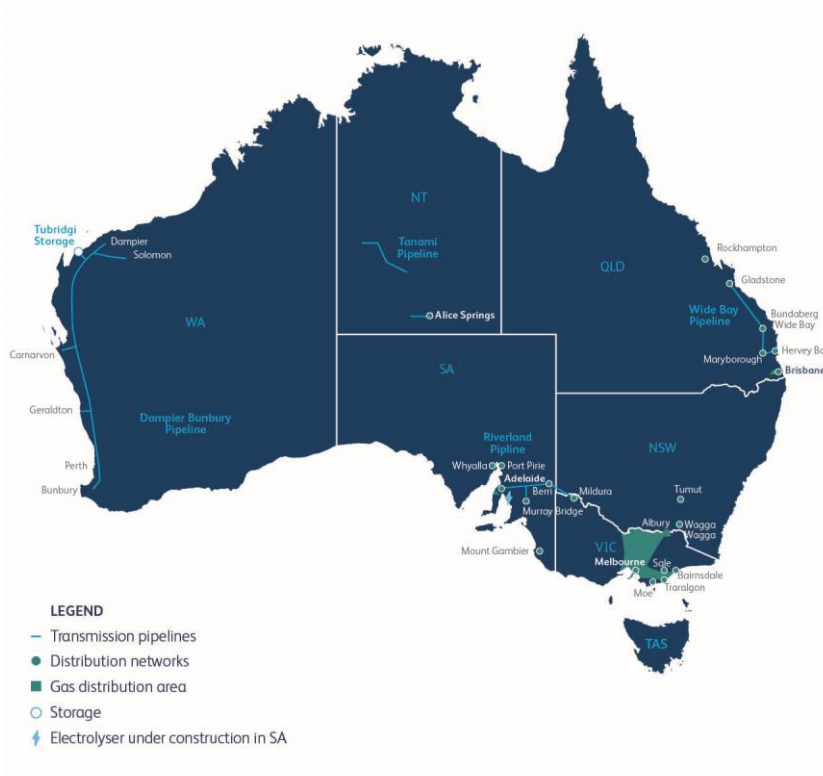 NT
Tubridgi
Storage
Dampier
Solomon
Tanami
Pipeline
Rockhampton
QLD
Gladstone
WA
Alice Springs
Wide Bay
Pipeline
Bundaberg
Wide Bay
Carnarvon
Maryborough
Hervey Ba
SA
Brisbane
Geraldton
Dampier Bunbury
Pipeline
Riverland
Pipline
NSW
Perth
Whyalla
Port Pirie
Adelaide
Bunbury
Berri
Mildura
Tumut
Murray Bridge
Albury
Wagga
Wagga
Mount Gambier
VIC
Melbourne
Sale
Bairnsdale
Traralgon
Moe
TAS
LEGEND
Transmission pipelines
Distribution networks
Gas distribution area
Storage
Electrolyser under construction in SA